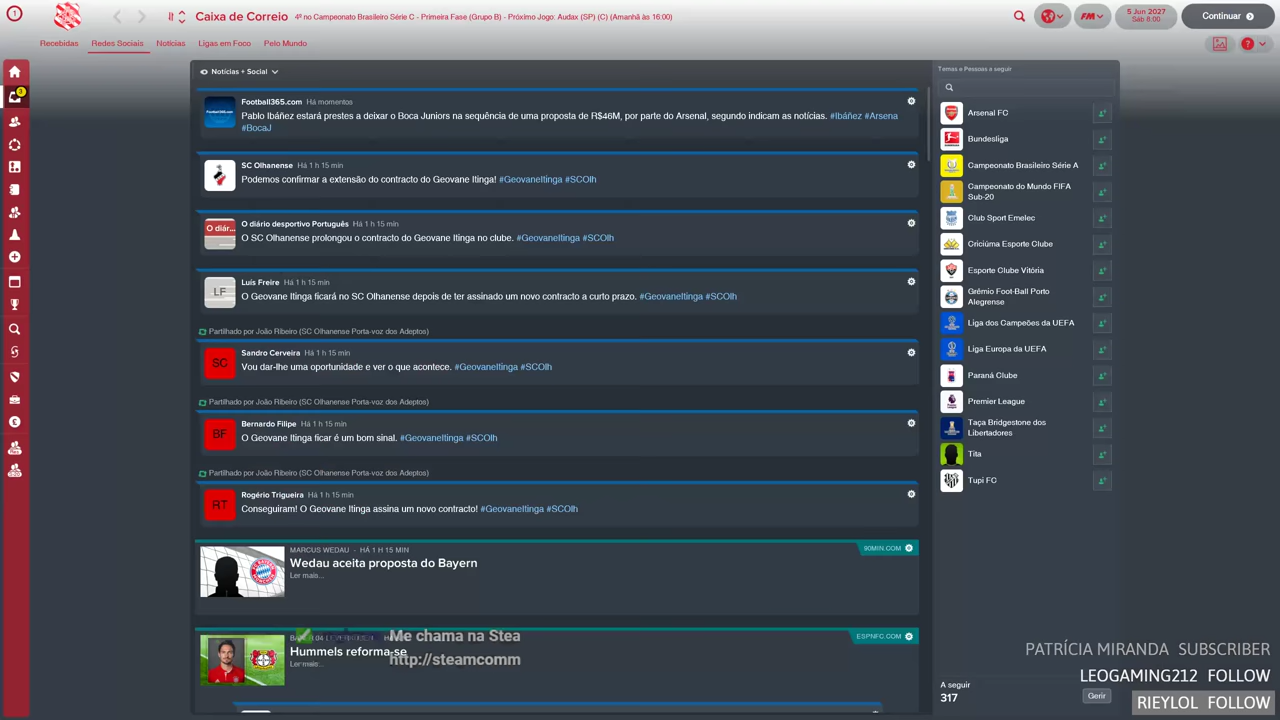 Caixa de Correio
4º no Campeonato Brasileiro Série C - Primeira Fase (Grupo B) - Próximo Jogo: Audax (SP) (C) (Amanhã às 16:00)
FM
5 Jun 2027
Sáb 8:00
Continuar
Recebidas
Redes Sociais
Notícias
Ligas em Foco
Pelo Mundo
Notícias + Social
Football365.com Há momentos
Pablo Ibáñez estará prestes a deixar o Boca Juniors na sequência de uma proposta de R$46M, por parte do Arsenal, segundo indicam as notícias. #Ibáñez #Arsena
#BocaJ
SC Olhanense Há 1 h 15 min
Podemos confirmar a extensão do contracto do Geovane Itinga! #GeovaneItinga #SCOlh
O diár...
O diário desportivo Português Há 1 h 15 min
O SC Olhanense prolongou o contracto do Geovane Itinga no clube. #GeovaneItinga #SCOlh
LF
Luís Freire Há 1 h 15 min
O Geovane Itinga ficará no SC Olhanense depois de ter assinado um novo contracto a curto prazo. #GeovaneItinga #SCOlh
Partilhado por João Ribeiro (SC Olhanense Porta-voz dos Adeptos)
SC
Sandro Cerveira Há 1 h 15 min
Vou dar-lhe uma oportunidade e ver o que acontece. #GeovaneItinga #SCOlh
Partilhado por João Ribeiro (SC Olhanense Porta-voz dos Adeptos)
BF
Bernardo Filipe Há 1 h 15 min
O Geovane Itinga ficar é um bom sinal. #GeovaneItinga #SCOlh
Partilhado por João Ribeiro (SC Olhanense Porta-voz dos Adeptos)
RT
Rogério Trigueira Há 1 h 15 min
Conseguiram! O Geovane Itinga assina um novo contracto! #GeovaneItinga #SCOlh
MARCUS WEDAU - HÁ 1 H 15 MIN
90MIN.COM
Wedau aceita proposta do Bayern
Ler mais...
ESPNFC.COM
Hummels reforma-se
Ler mais...
Me chama na Stea
http://steamcomm
Temas e Pessoas a seguir
Arsenal FC
Bundesliga
Campeonato Brasileiro Série A
Campeonato do Mundo FIFA
Sub-20
Club Sport Emelec
Criciúma Esporte Clube
Esporte Clube Vitória
Grêmio Foot-Ball Porto
Alegrense
Liga dos Campeões da UEFA
Liga Europa da UEFA
Paraná Clube
Premier League
Taça Bridgestone dos
Libertadores
Tita
Tupi FC
A seguir
317
Gerir
PATRÍCIA MIRANDA SUBSCRIBER
LEOGAMING212 FOLLOW
RIEYLOL FOLLOW